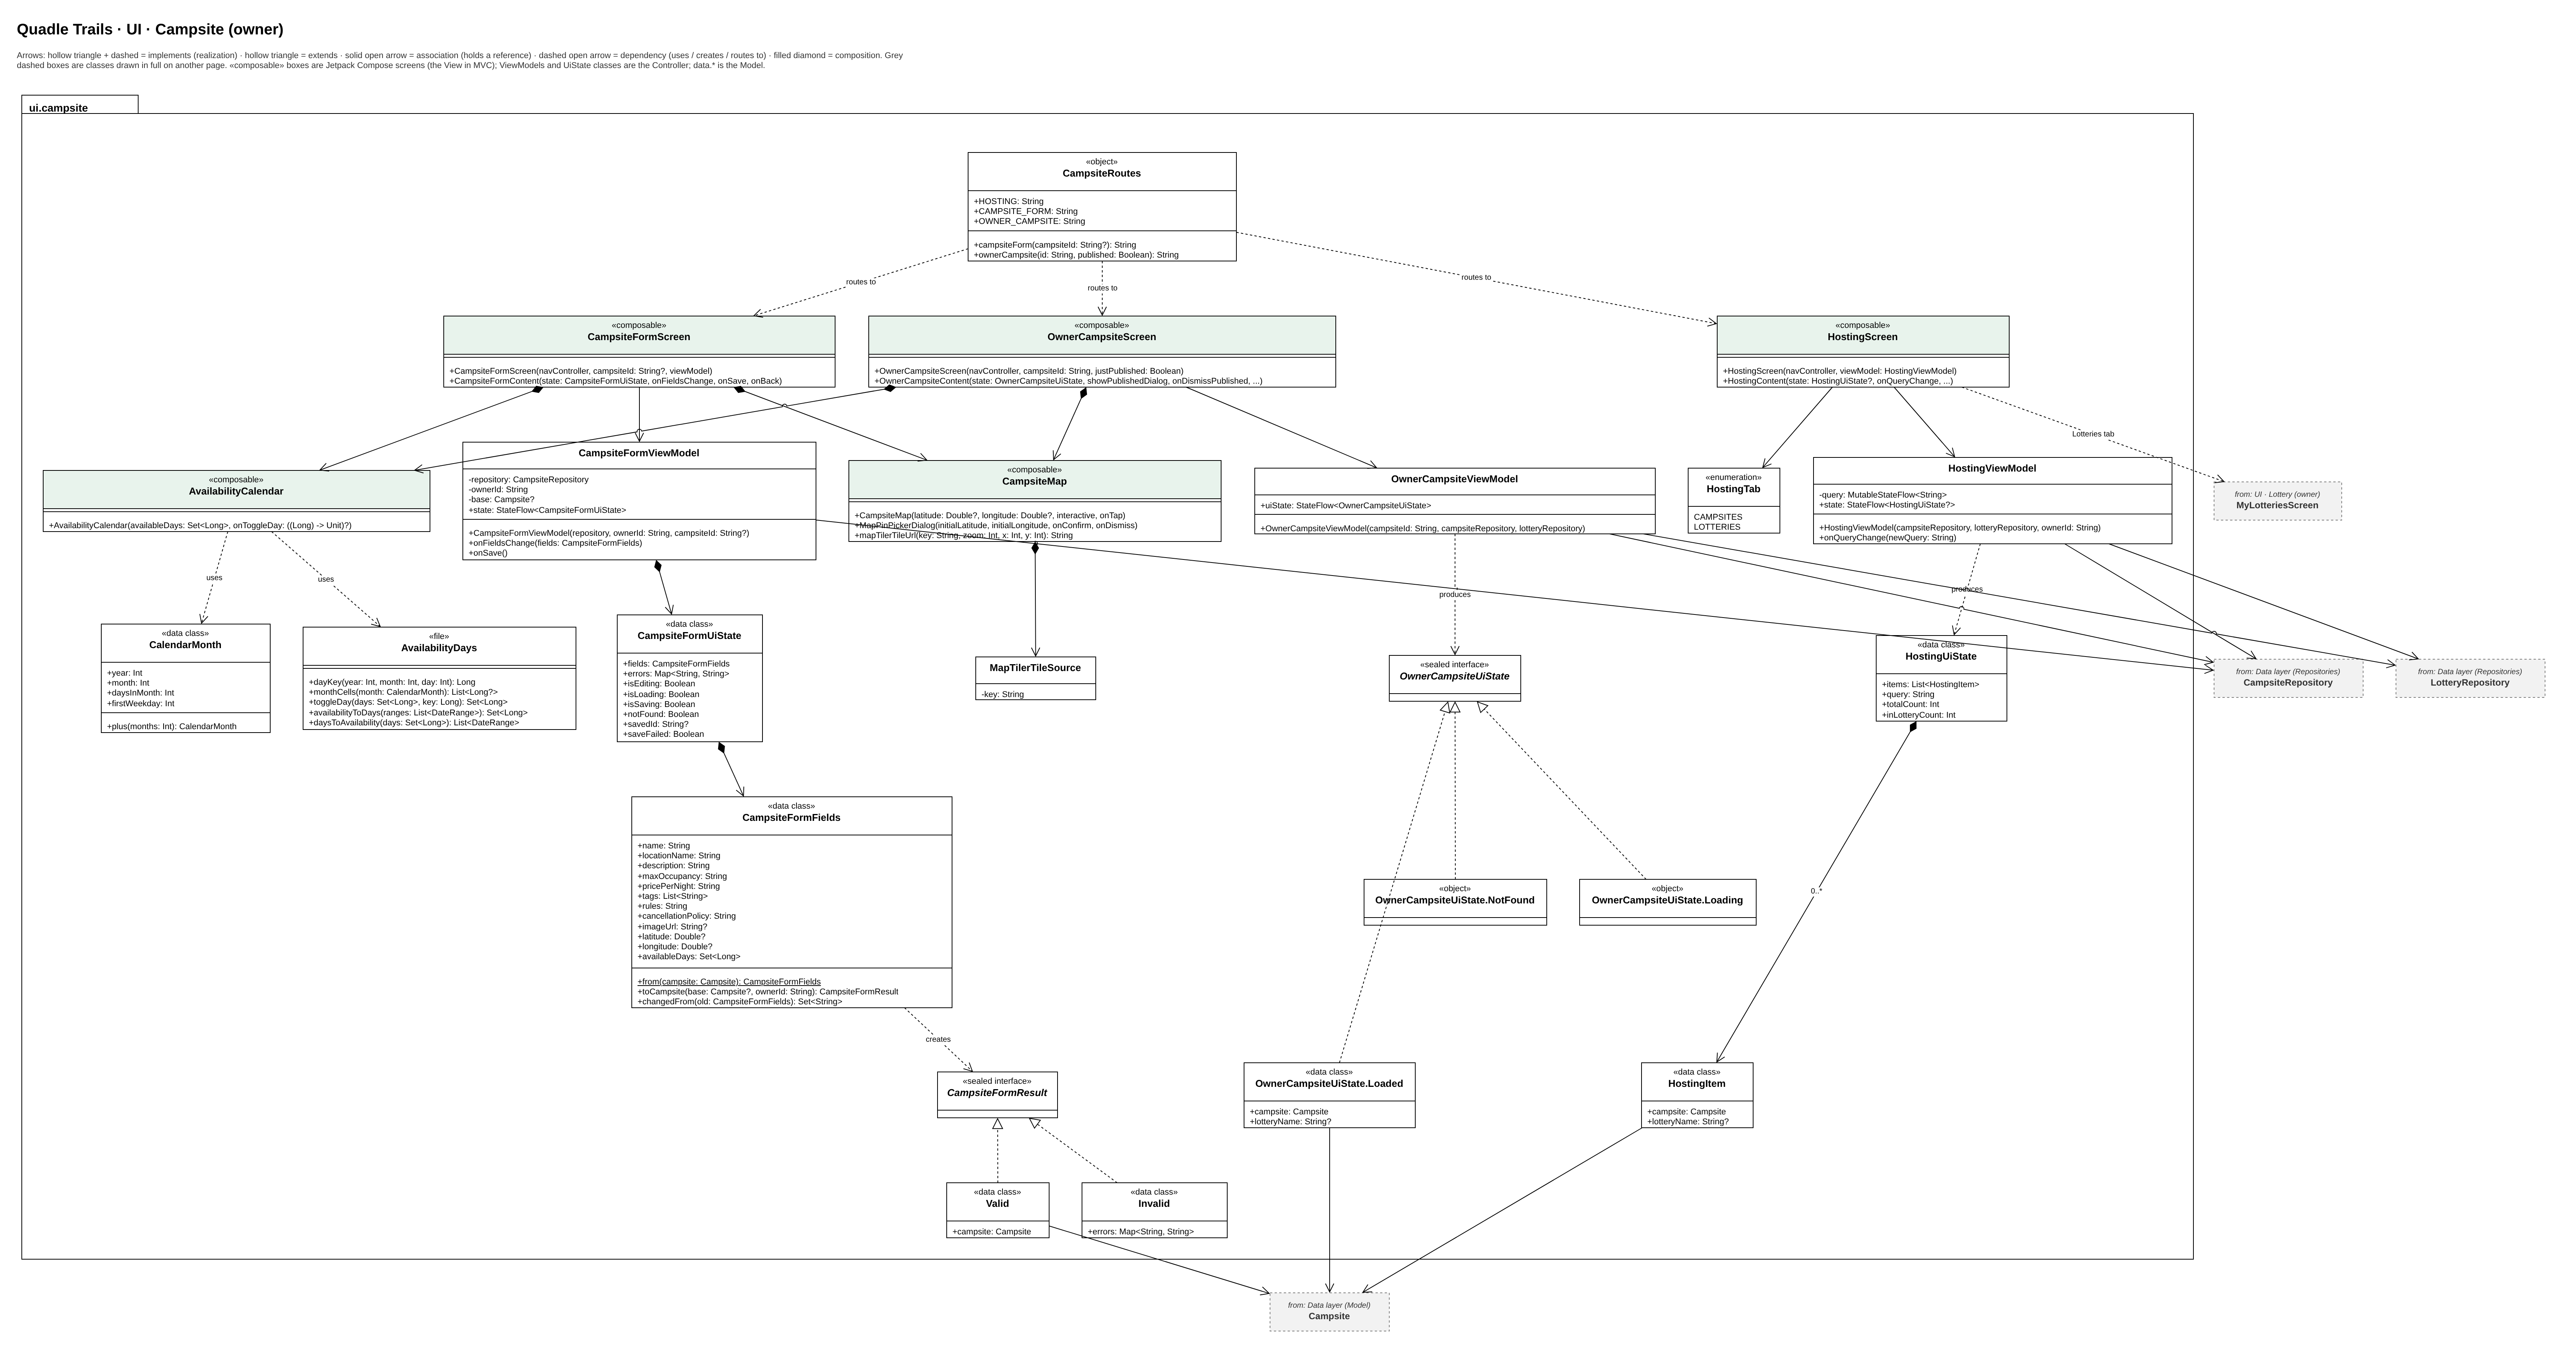 Quadle Trails · UI · Campsite (owner)
Arrows: hollow triangle + dashed = implements (realization) · hollow triangle = extends · solid open arrow = association (holds a reference) · dashed open arrow = dependency (uses / creates / routes to) · filled diamond = composition. Grey
dashed boxes are classes drawn in full on another page. «composable» boxes are Jetpack Compose screens (the View in MVC); ViewModels and UiState classes are the Controller; data.* is the Model.
ui.campsite
«object»
CampsiteRoutes
+HOSTING: String
+CAMPSITE_FORM: String
+OWNER_CAMPSITE: String
+campsiteForm(campsiteId: String?): String
+ownerCampsite(id: String, published: Boolean): String
routes to
routes to
routes to
«composable»
CampsiteFormScreen
+CampsiteFormScreen(navController, campsiteId: String?, viewModel)
+CampsiteFormContent(state: CampsiteFormUiState, onFieldsChange, onSave, onBack)
«composable»
OwnerCampsiteScreen
+OwnerCampsiteScreen(navController, campsiteId: String, justPublished: Boolean)
+OwnerCampsiteContent(state: OwnerCampsiteUiState, showPublishedDialog, onDismissPublished, ...)
«composable»
HostingScreen
+HostingScreen(navController, viewModel: HostingViewModel)
+HostingContent(state: HostingUiState?, onQueryChange, ...)
Lotteries tab
«composable»
AvailabilityCalendar
+AvailabilityCalendar(availableDays: Set<Long>, onToggleDay: ((Long) -> Unit)?)
CampsiteFormViewModel
-repository: CampsiteRepository
-ownerId: String
-base: Campsite?
+state: StateFlow<CampsiteFormUiState>
+CampsiteFormViewModel(repository, ownerId: String, campsiteId: String?)
+onFieldsChange(fields: CampsiteFormFields)
+onSave()
«composable»
CampsiteMap
+CampsiteMap(latitude: Double?, longitude: Double?, interactive, onTap)
+MapPinPickerDialog(initialLatitude, initialLongitude, onConfirm, onDismiss)
+mapTilerTileUrl(key: String, zoom: Int, x: Int, y: Int): String
OwnerCampsiteViewModel
+uiState: StateFlow<OwnerCampsiteUiState>
+OwnerCampsiteViewModel(campsiteId: String, campsiteRepository, lotteryRepository)
«enumeration»
HostingTab
CAMPSITES
LOTTERIES
HostingViewModel
-query: MutableStateFlow<String>
+state: StateFlow<HostingUiState?>
+HostingViewModel(campsiteRepository, lotteryRepository, ownerId: String)
+onQueryChange(newQuery: String)
from: UI · Lottery (owner)
MyLotteriesScreen
uses
uses
produces
produces
«data class»
CalendarMonth
+year: Int
+month: Int
+daysInMonth: Int
+firstWeekday: Int
+plus(months: Int): CalendarMonth
«file»
AvailabilityDays
+dayKey(year: Int, month: Int, day: Int): Long
+monthCells(month: CalendarMonth): List<Long?>
+toggleDay(days: Set<Long>, key: Long): Set<Long>
+availabilityToDays(ranges: List<DateRange>): Set<Long>
+daysToAvailability(days: Set<Long>): List<DateRange>
«data class»
CampsiteFormUiState
+fields: CampsiteFormFields
+errors: Map<String, String>
+isEditing: Boolean
+isLoading: Boolean
+isSaving: Boolean
+notFound: Boolean
+savedId: String?
+saveFailed: Boolean
MapTilerTileSource
-key: String
«sealed interface»
OwnerCampsiteUiState
«data class»
HostingUiState
+items: List<HostingItem>
+query: String
+totalCount: Int
+inLotteryCount: Int
from: Data layer (Repositories)
CampsiteRepository
from: Data layer (Repositories)
LotteryRepository
«data class»
CampsiteFormFields
+name: String
+locationName: String
+description: String
+maxOccupancy: String
+pricePerNight: String
+tags: List<String>
+rules: String
+cancellationPolicy: String
+imageUrl: String?
+latitude: Double?
+longitude: Double?
+availableDays: Set<Long>
+from(campsite: Campsite): CampsiteFormFields
+toCampsite(base: Campsite?, ownerId: String): CampsiteFormResult
+changedFrom(old: CampsiteFormFields): Set<String>
«object»
OwnerCampsiteUiState.NotFound
«object»
OwnerCampsiteUiState.Loading
0..*
creates
«sealed interface»
CampsiteFormResult
«data class»
OwnerCampsiteUiState.Loaded
+campsite: Campsite
+lotteryName: String?
«data class»
HostingItem
+campsite: Campsite
+lotteryName: String?
«data class»
Valid
+campsite: Campsite
«data class»
Invalid
+errors: Map<String, String>
from: Data layer (Model)
Campsite